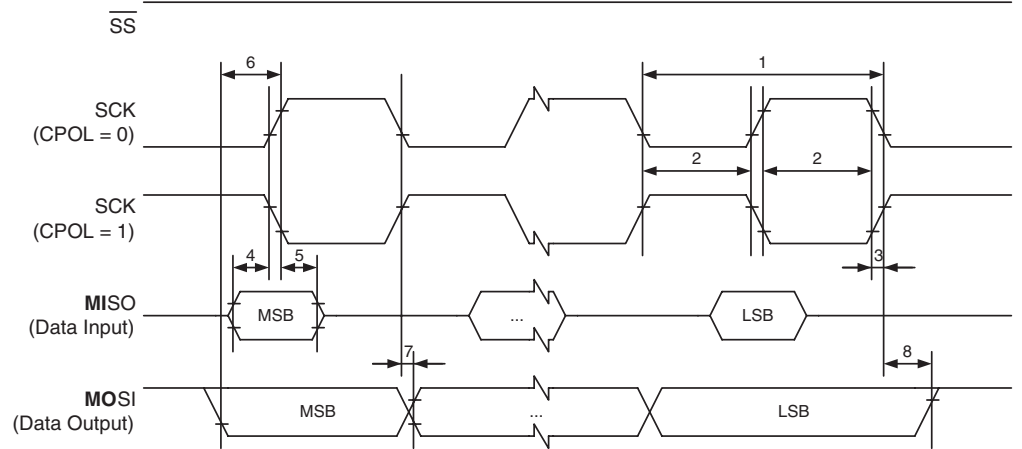 SS
6
1
SCK
(CPOL = 0)
2
2
SCK
(CPOL = 1)
4
5
3
MISO
(Data Input)
MSB
...
LSB
7
8
MOSI
(Data Output)
MSB
...
LSB